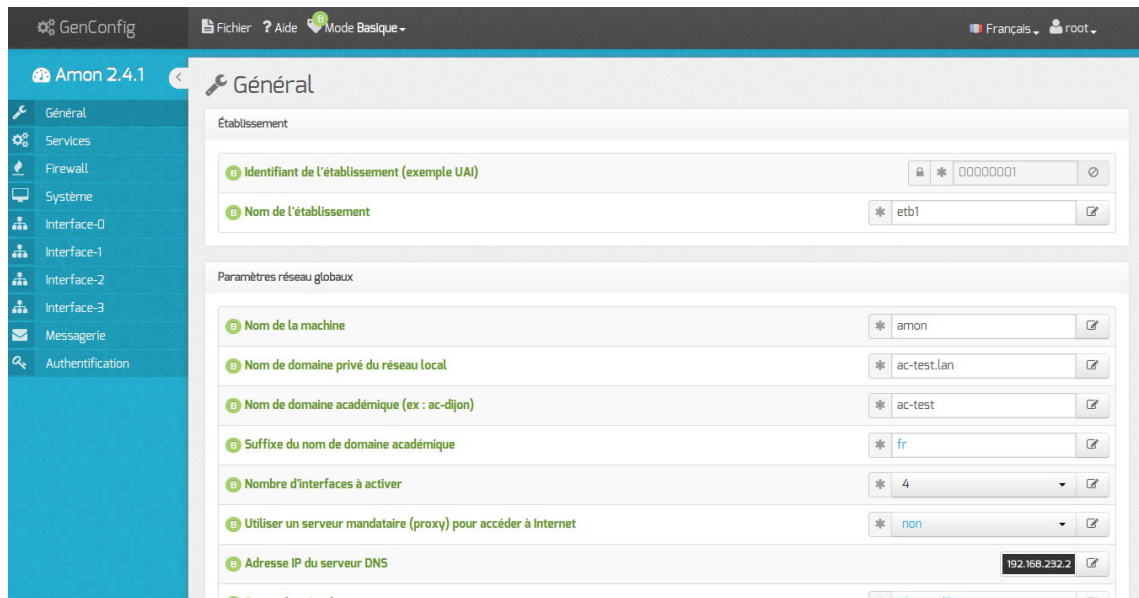 GenConfig
Fichier ? Aide B Mode Basique
Français root
Amon 2.4.1
Général
Services
Firewall
Système
Interface-0
Interface-1
Interface-2
Interface-3
Messagerie
Authentification
Général
Établissement
B Identifiant de l'établissement (exemple UAI) 00000001
B Nom de l'établissement etb1
Paramètres réseau globaux
B Nom de la machine amon
B Nom de domaine privé du réseau local ac-test.lan
B Nom de domaine académique (ex : ac-dijon) ac-test
B Suffixe du nom de domaine académique fr
B Nombre d'interfaces à activer 4
B Utiliser un serveur mandataire (proxy) pour accéder à Internet non
B Adresse IP du serveur DNS 192.168.232.2